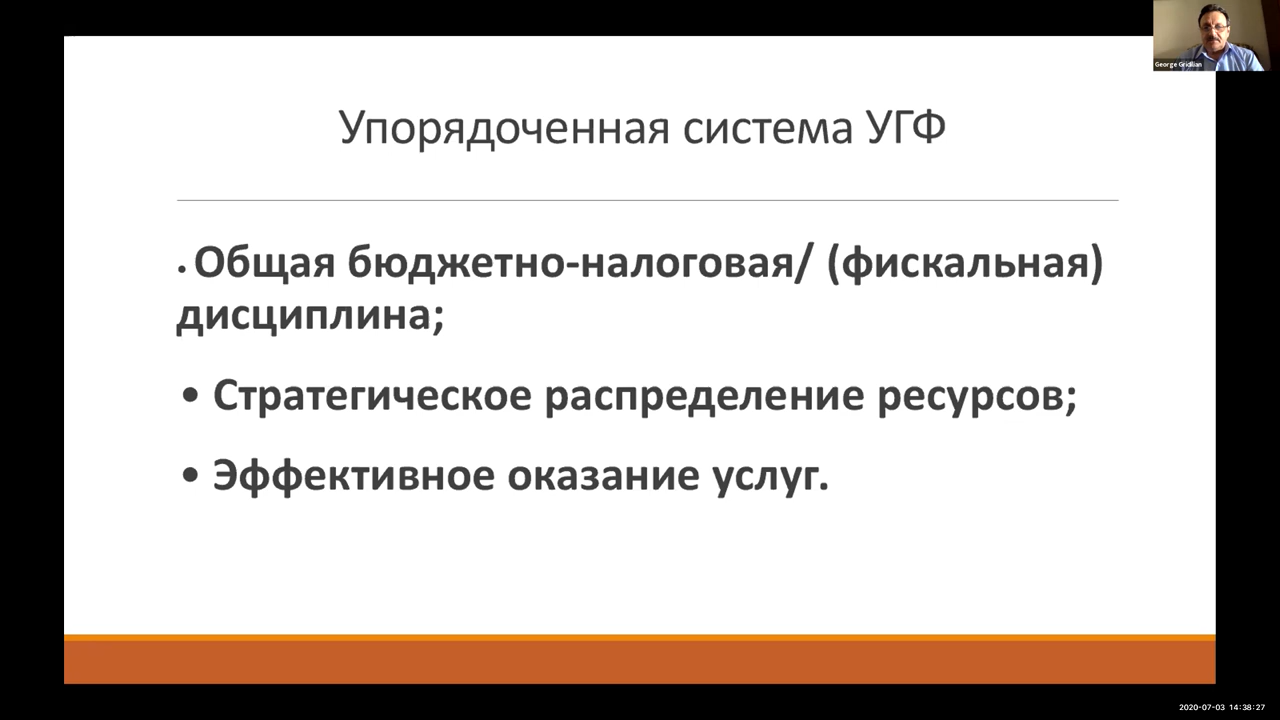 George Gridilian
Упорядоченная система УГФ
• Общая бюджетно-налоговая/ (фискальная)
дисциплина;
• Стратегическое распределение ресурсов;
• Эффективное оказание услуг.
2020-07-03 14:38:27